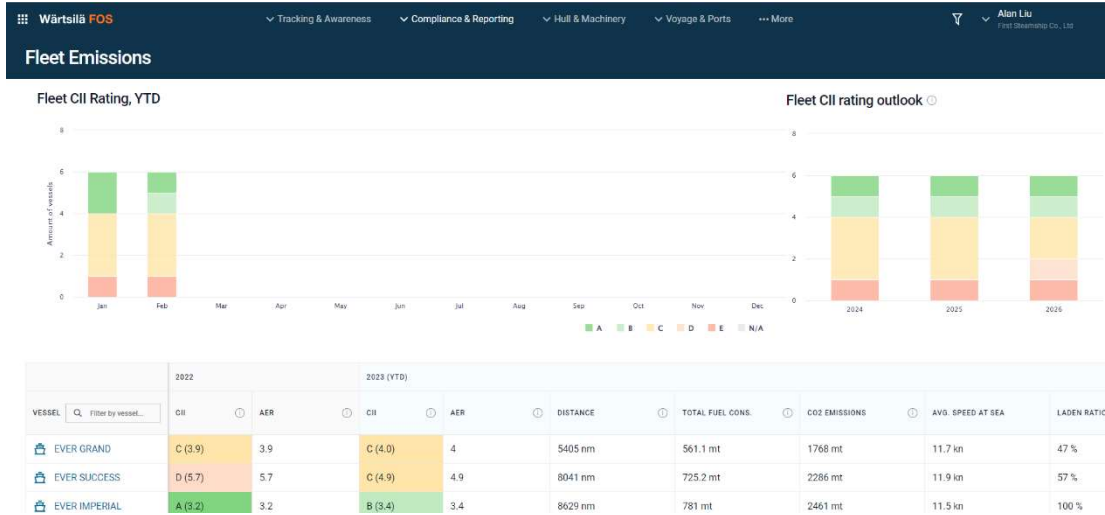 Wärtsilä FOS
Tracking & Awareness
Compliance & Reporting
Hull & Machinery
Voyage & Ports
••• More
Alan Liu
First Steamship Co., Ltd
Fleet Emissions
Fleet CII Rating, YTD
Amount of vessels
8
6
4
2
0
Jan Feb Mar Apr May Jun Jul Aug Sep Oct Nov Dec
A B C D E N/A
Fleet CII rating outlook
8
6
4
2
0
2024 2025 2026
2022 2023 (YTD)
VESSEL Filter by vessel... CII AER CII AER DISTANCE TOTAL FUEL CONS. CO2 EMISSIONS AVG. SPEED AT SEA LADEN RATIO
EVER GRAND C (3.9) 3.9 C (4.0) 4 5405 nm 561.1 mt 1768 mt 11.7 kn 47 %
EVER SUCCESS D (5.7) 5.7 C (4.9) 4.9 8041 nm 725.2 mt 2286 mt 11.9 kn 57 %
EVER IMPERIAL A (3.2) 3.2 B (3.4) 3.4 8629 nm 781 mt 2461 mt 11.5 kn 100 %